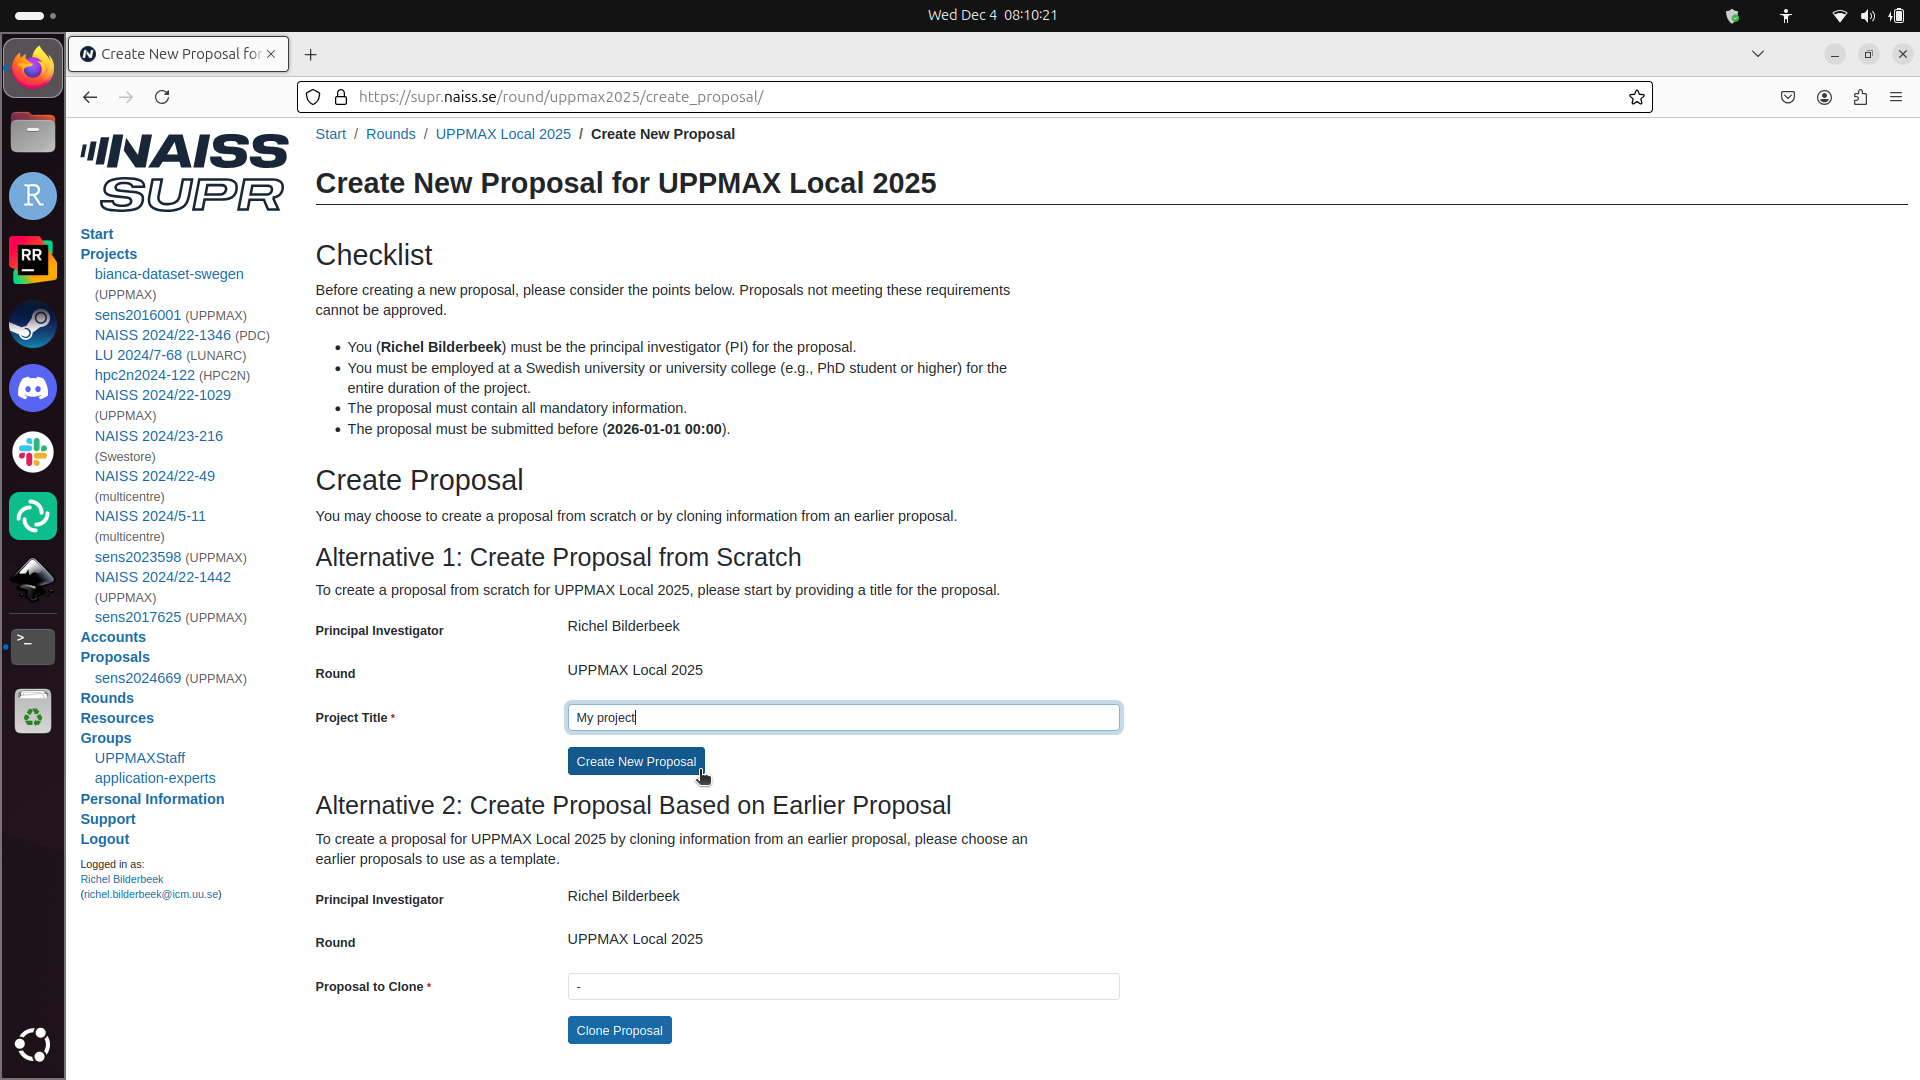 Wed Dec 4 08:10:21
Create New Proposal for
https://supr.naiss.se/round/uppmax2025/create_proposal/
NAISS
SUPR
Start
Projects
bianca-dataset-swegen
(UPPMAX)
sens2016001 (UPPMAX)
NAISS 2024/22-1346 (PDC)
LU 2024/7-68 (LUNARC)
hpc2n2024-122 (HPC2N)
NAISS 2024/22-1029
(UPPMAX)
NAISS 2024/23-216
(Swestore)
NAISS 2024/22-49
(multicentre)
NAISS 2024/5-11
(multicentre)
sens2023598 (UPPMAX)
NAISS 2024/22-1442
(UPPMAX)
sens2017625 (UPPMAX)
Accounts
Proposals
sens2024669 (UPPMAX)
Rounds
Resources
Groups
UPPMAXStaff
application-experts
Personal Information
Support
Logout
Logged in as:
Richel Bilderbeek
(richel.bilderbeek@icm.uu.se)
Start / Rounds / UPPMAX Local 2025 / Create New Proposal
Create New Proposal for UPPMAX Local 2025
Checklist
Before creating a new proposal, please consider the points below. Proposals not meeting these requirements
cannot be approved.
• You (Richel Bilderbeek) must be the principal investigator (PI) for the proposal.
• You must be employed at a Swedish university or university college (e.g., PhD student or higher) for the
entire duration of the project.
• The proposal must contain all mandatory information.
• The proposal must be submitted before (2026-01-01 00:00).
Create Proposal
You may choose to create a proposal from scratch or by cloning information from an earlier proposal.
Alternative 1: Create Proposal from Scratch
To create a proposal from scratch for UPPMAX Local 2025, please start by providing a title for the proposal.
Principal Investigator Richel Bilderbeek
Round UPPMAX Local 2025
Project Title * My project
Create New Proposal
Alternative 2: Create Proposal Based on Earlier Proposal
To create a proposal for UPPMAX Local 2025 by cloning information from an earlier proposal, please choose an
earlier proposals to use as a template.
Principal Investigator Richel Bilderbeek
Round UPPMAX Local 2025
Proposal to Clone * -
Clone Proposal
R
RR
>_